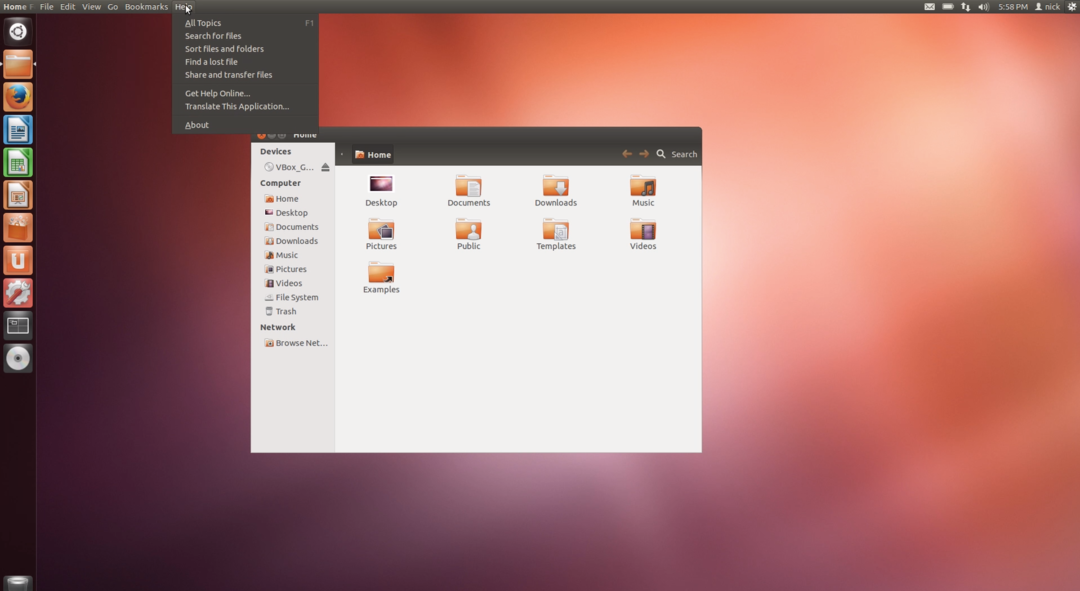 Home File Edit View Go Bookmarks Help 5:58 PM nick
All Topics F1
Search for files
Sort files and folders
Find a lost file
Share and transfer files
Get Help Online...
Translate This Application...
About
Home
Devices
VBox_G...
Computer
Home
Desktop
Documents
Downloads
Music
Pictures
Videos
File System
Trash
Network
Browse Net...
Home Search
Desktop Documents Downloads Music
Pictures Public Templates Videos
Examples